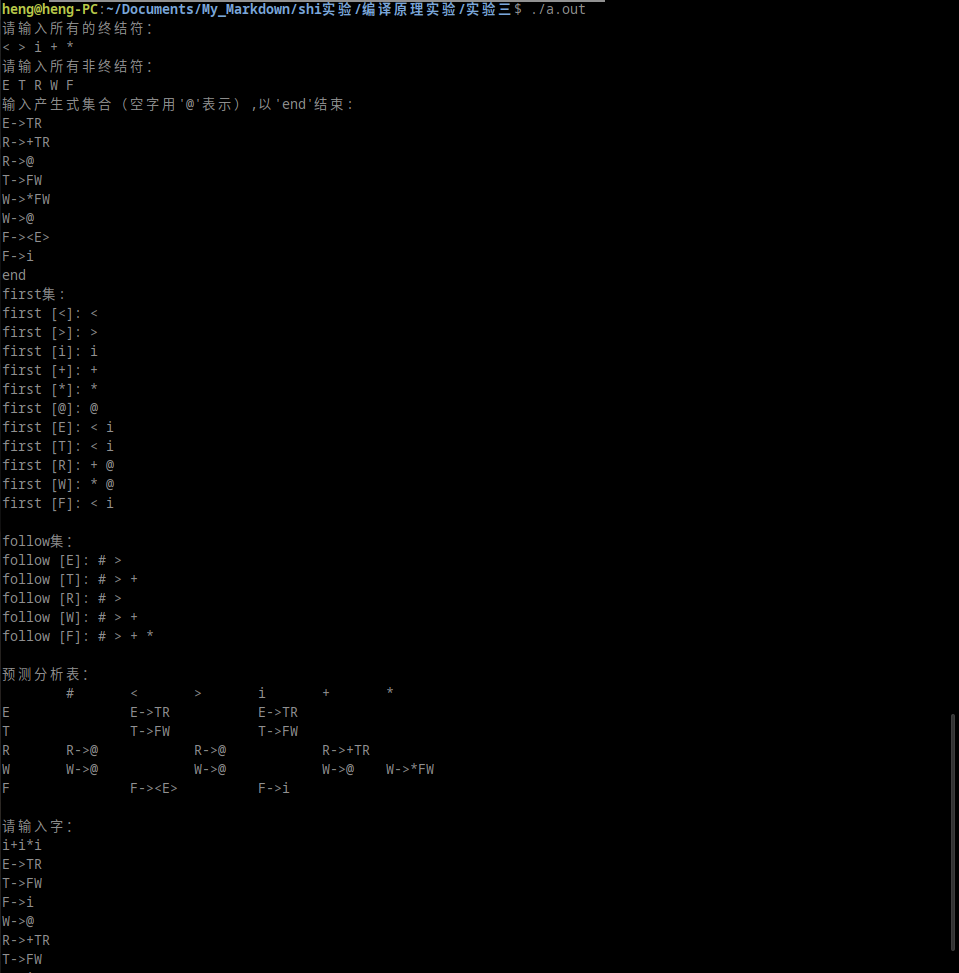 heng@heng-PC:~/Documents/My_Markdown/shi实验/编译原理实验/实验三$ ./a.out
请输入所有的终结符：
< > i + *
请输入所有非终结符：
E T R W F
输入产生式集合（空字用'@'表示）,以'end'结束：
E->TR
R->+TR
R->@
T->FW
W->*FW
W->@
F-><E>
F->i
end
first集：
first [<]: <
first [>]: >
first [i]: i
first [+]: +
first [*]: *
first [@]: @
first [E]: < i
first [T]: < i
first [R]: + @
first [W]: * @
first [F]: < i
follow集：
follow [E]: # >
follow [T]: # > +
follow [R]: # >
follow [W]: # > +
follow [F]: # > + *
预测分析表：
# < > i + *
E E->TR E->TR
T T->FW T->FW
R R->@ R->@ R->+TR
W W->@ W->@ W->@ W->*FW
F F-><E> F->i
请输入字：
i+i*i
E->TR
T->FW
F->i
W->@
R->+TR
T->FW